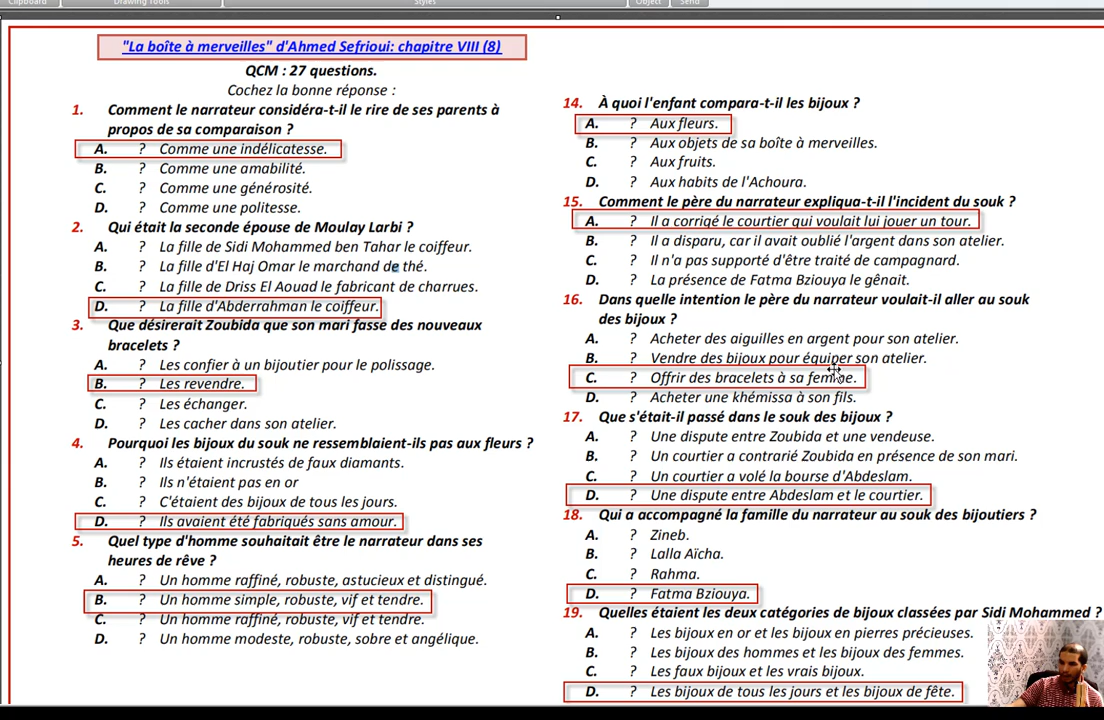 Clipboard
Drawing Tools
Styles
Object
Send
"La boîte à merveilles" d'Ahmed Sefrioui: chapitre VIII (8)
QCM : 27 questions.
Cochez la bonne réponse :
1. Comment le narrateur considéra-t-il le rire de ses parents à
propos de sa comparaison ?
A. ? Comme une indélicatesse.
B. ? Comme une amabilité.
C. ? Comme une générosité.
D. ? Comme une politesse.
2. Qui était la seconde épouse de Moulay Larbi ?
A. ? La fille de Sidi Mohammed ben Tahar le coiffeur.
B. ? La fille d'El Haj Omar le marchand de thé.
C. ? La fille de Driss El Aouad le fabricant de charrues.
D. ? La fille d'Abderrahman le coiffeur.
3. Que désirerait Zoubida que son mari fasse des nouveaux
bracelets ?
A. ? Les confier à un bijoutier pour le polissage.
B. ? Les revendre.
C. ? Les échanger.
D. ? Les cacher dans son atelier.
4. Pourquoi les bijoux du souk ne ressemblaient-ils pas aux fleurs ?
A. ? Ils étaient incrustés de faux diamants.
B. ? Ils n'étaient pas en or
C. ? C'étaient des bijoux de tous les jours.
D. ? Ils avaient été fabriqués sans amour.
5. Quel type d'homme souhaitait être le narrateur dans ses
heures de rêve ?
A. ? Un homme raffiné, robuste, astucieux et distingué.
B. ? Un homme simple, robuste, vif et tendre.
C. ? Un homme raffiné, robuste, vif et tendre.
D. ? Un homme modeste, robuste, sobre et angélique.
14. À quoi l'enfant compara-t-il les bijoux ?
A. ? Aux fleurs.
B. ? Aux objets de sa boîte à merveilles.
C. ? Aux fruits.
D. ? Aux habits de l'Achoura.
15. Comment le père du narrateur expliqua-t-il l'incident du souk ?
A. ? Il a corrigé le courtier qui voulait lui jouer un tour.
B. ? Il a disparu, car il avait oublié l'argent dans son atelier.
C. ? Il n'a pas supporté d'être traité de campagnard.
D. ? La présence de Fatma Bziouya le gênait.
16. Dans quelle intention le père du narrateur voulait-il aller au souk
des bijoux ?
A. ? Acheter des aiguilles en argent pour son atelier.
B. ? Vendre des bijoux pour équiper son atelier.
C. ? Offrir des bracelets à sa femme.
D. ? Acheter une khémissa à son fils.
17. Que s'était-il passé dans le souk des bijoux ?
A. ? Une dispute entre Zoubida et une vendeuse.
B. ? Un courtier a contrarié Zoubida en présence de son mari.
C. ? Un courtier a volé la bourse d'Abdeslam.
D. ? Une dispute entre Abdeslam et le courtier.
18. Qui a accompagné la famille du narrateur au souk des bijoutiers ?
A. ? Zineb.
B. ? Lalla Aïcha.
C. ? Rahma.
D. ? Fatma Bziouya.
19. Quelles étaient les deux catégories de bijoux classées par Sidi Mohammed ?
A. ? Les bijoux en or et les bijoux en pierres précieuses.
B. ? Les bijoux des hommes et les bijoux des femmes.
C. ? Les faux bijoux et les vrais bijoux.
D. ? Les bijoux de tous les jours et les bijoux de fête.